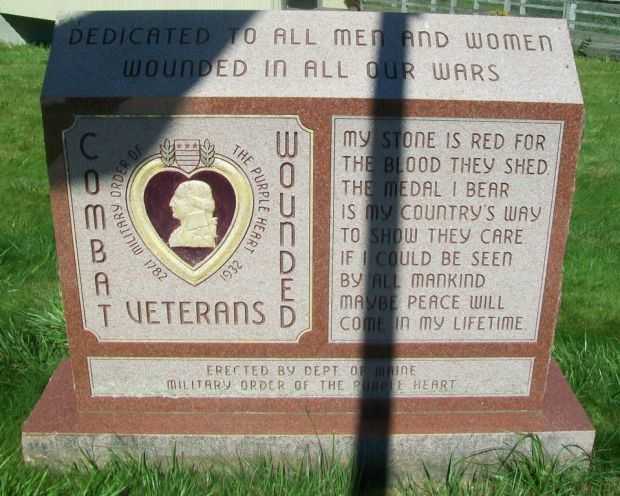 DEDICATED TO ALL MEN AND WOMEN
WOUNDED IN ALL OUR WARS
COMBAT
WOUNDED
VETERANS
MILITARY ORDER OF
THE PURPLE HEART
1782
1932
MY STONE IS RED FOR
THE BLOOD THEY SHED
THE MEDAL I BEAR
IS MY COUNTRY'S WAY
TO SHOW THEY CARE
IF I COULD BE SEEN
BY ALL MANKIND
MAYBE PEACE WILL
COME IN MY LIFETIME
ERECTED BY DEPT. OF MAINE
MILITARY ORDER OF THE PURPLE HEART